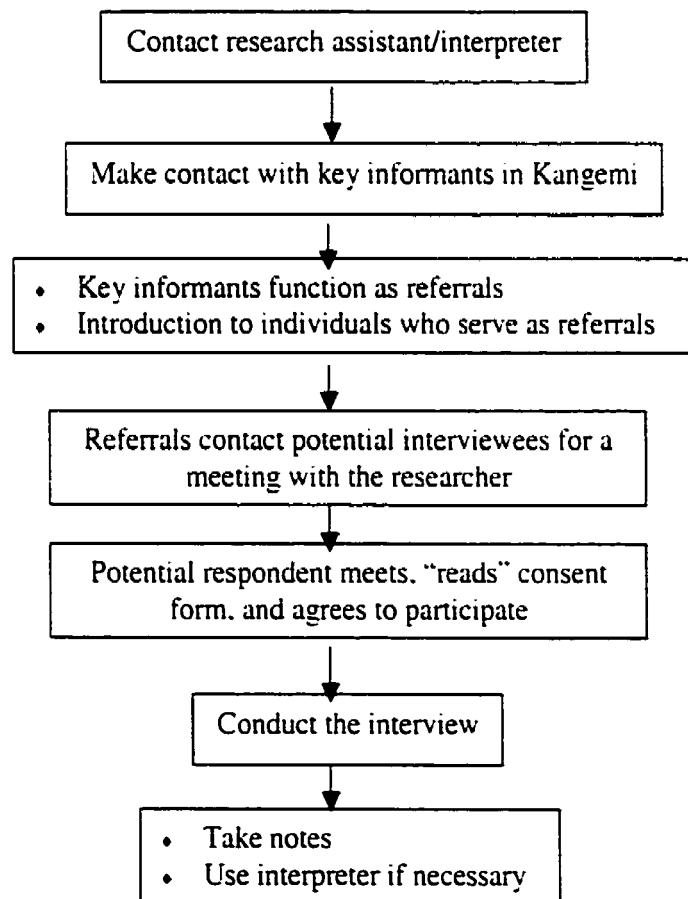 Contact research assistant/interpreter
Make contact with key informants in Kangemi
• Key informants function as referrals
• Introduction to individuals who serve as referrals
Referrals contact potential interviewees for a
meeting with the researcher
Potential respondent meets, “reads” consent
form, and agrees to participate
Conduct the interview
• Take notes
• Use interpreter if necessary